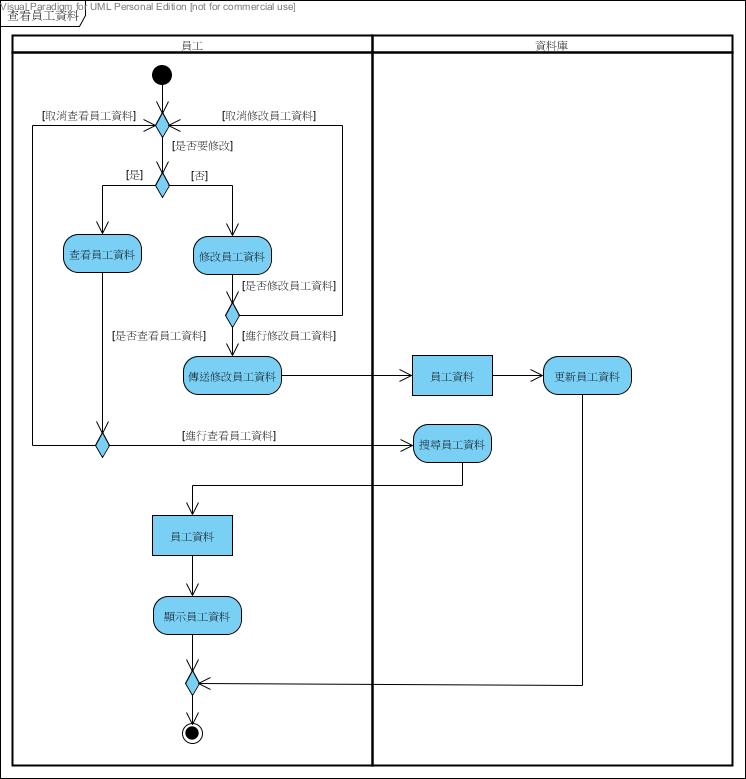 Visual Paradigm for UML Personal Edition [not for commercial use]
查看員工資料
員工
資料庫
[取消查看員工資料]
[取消修改員工資料]
[是否要修改]
[是]
[否]
查看員工資料
修改員工資料
[是否修改員工資料]
[是否查看員工資料]
[進行修改員工資料]
傳送修改員工資料
員工資料
更新員工資料
[進行查看員工資料]
搜尋員工資料
員工資料
顯示員工資料